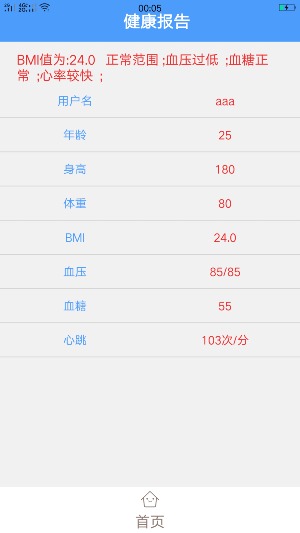 00:05
健康报告
BMI值为:24.0 正常范围 ;血压过低 ;血糖正
常 ;心率较快 ;
用户名 aaa
年龄 25
身高 180
体重 80
BMI 24.0
血压 85/85
血糖 55
心跳 103次/分
首页